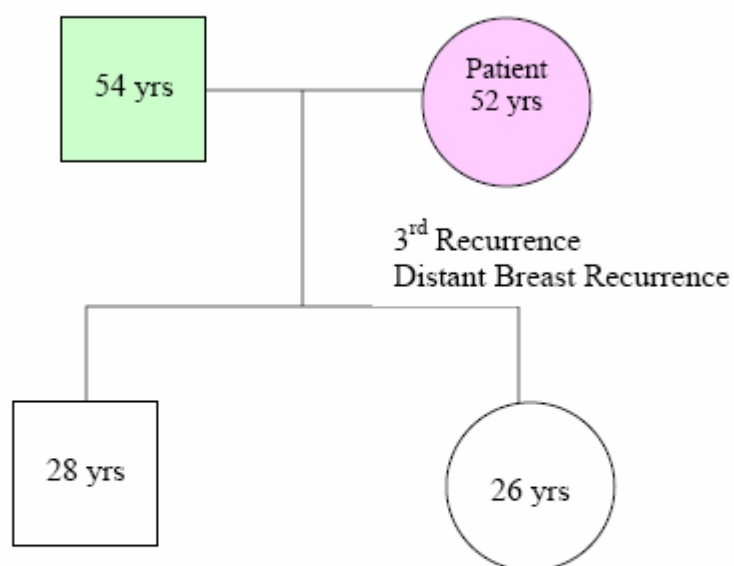 54 yrs
Patient
52 yrs
3rd Recurrence
Distant Breast Recurrence
28 yrs
26 yrs